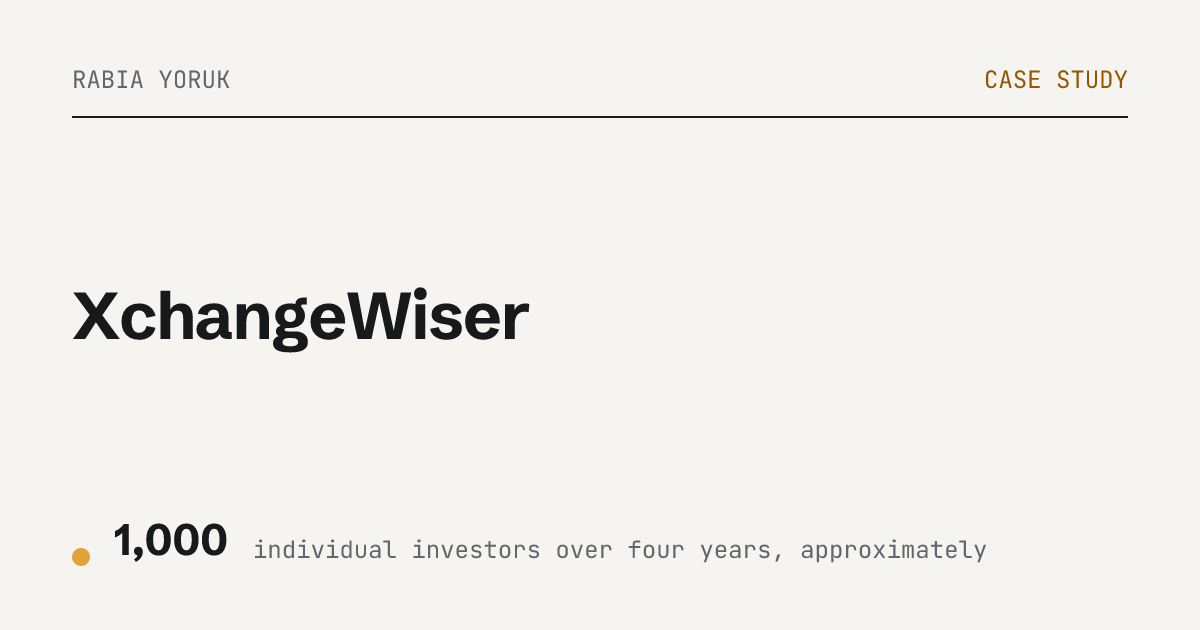 RABIA YORUK CASE STUDY
XchangeWiser
1,000 individual investors over four years, approximately